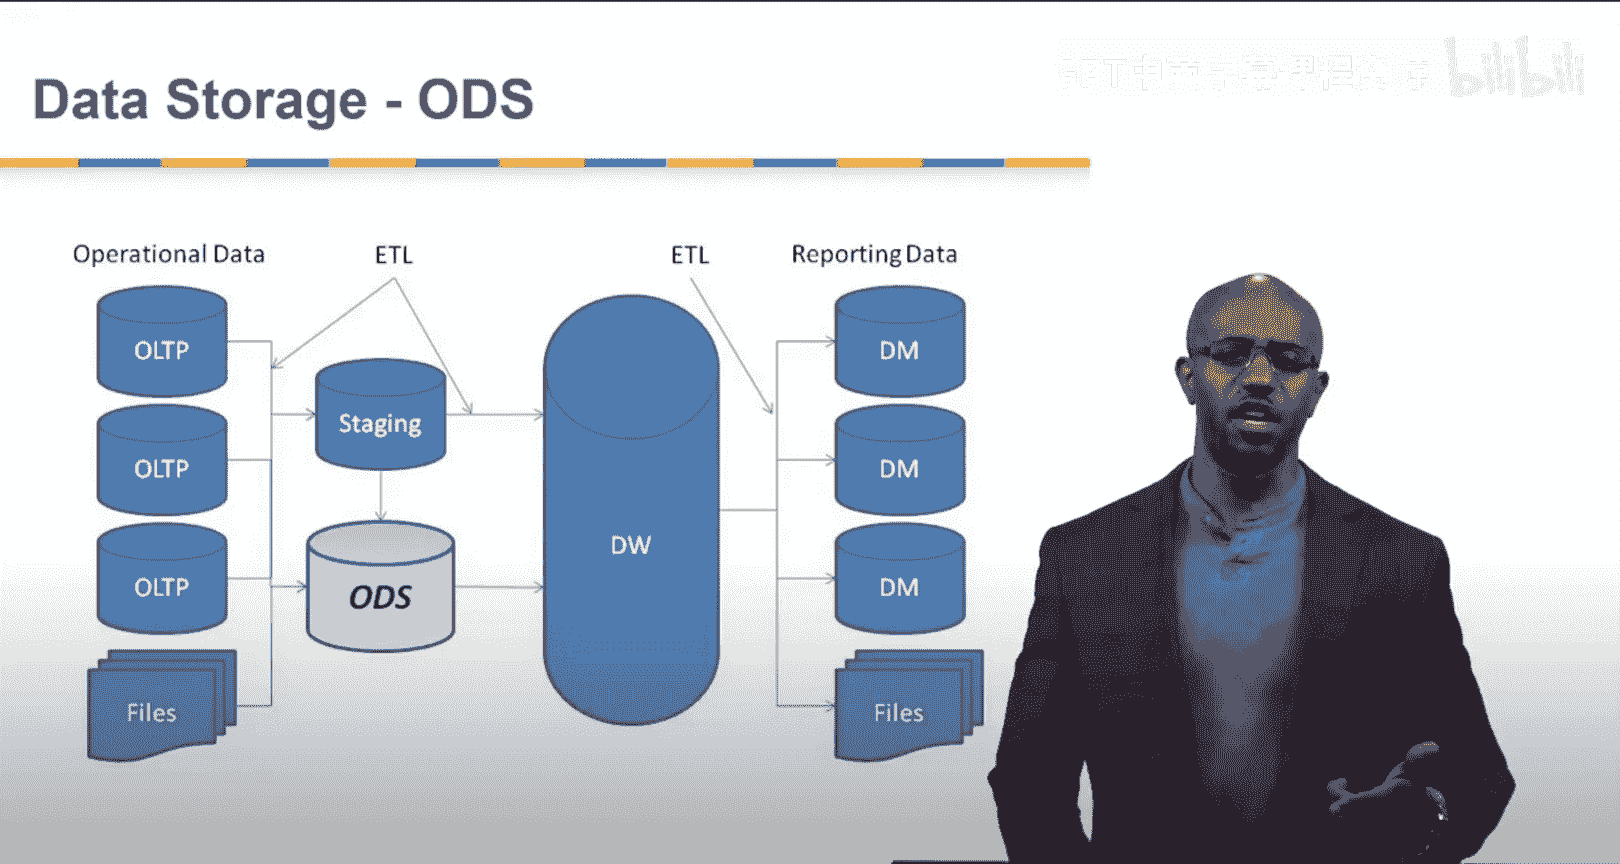 Data Storage - ODS
bilibili
Operational Data
ETL
ETL
Reporting Data
OLTP
Staging
DM
OLTP
DM
OLTP
ODS
DW
DM
Files
Files